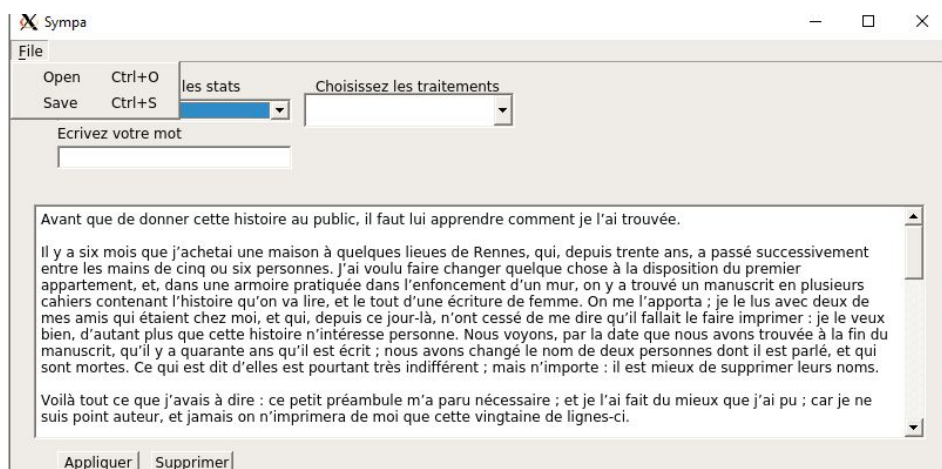 Sympa
File
Open Ctrl+O
Save Ctrl+S
les stats
Choisissez les traitements
Ecrivez votre mot
Avant que de donner cette histoire au public, il faut lui apprendre comment je l’ai trouvée.
Il y a six mois que j’achetai une maison à quelques lieues de Rennes, qui, depuis trente ans, a passé successivement
entre les mains de cinq ou six personnes. J’ai voulu faire changer quelque chose à la disposition du premier
appartement, et, dans une armoire pratiquée dans l’enfoncement d’un mur, on y a trouvé un manuscrit en plusieurs
cahiers contenant l’histoire qu’on va lire, et le tout d’une écriture de femme. On me l’apporta ; je le lus avec deux de
mes amis qui étaient chez moi, et qui, depuis ce jour-là, n’ont cessé de me dire qu’il fallait le faire imprimer : je le veux
bien, d’autant plus que cette histoire n’intéresse personne. Nous voyons, par la date que nous avons trouvée à la fin du
manuscrit, qu’il y a quarante ans qu’il est écrit ; nous avons changé le nom de deux personnes dont il est parlé, et qui
sont mortes. Ce qui est dit d’elles est pourtant très indifférent ; mais n’importe : il est mieux de supprimer leurs noms.
Voilà tout ce que j’avais à dire : ce petit préambule m’a paru nécessaire ; et je l’ai fait du mieux que j’ai pu ; car je ne
suis point auteur, et jamais on n’imprimera de moi que cette vingtaine de lignes-ci.
Appliquer Supprimer